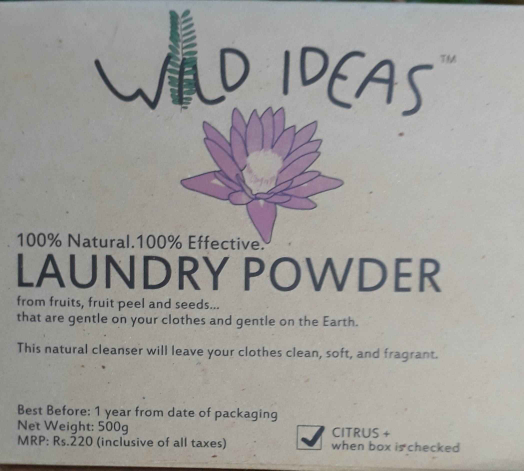 WILD IDEAS™
100% Natural.100% Effective.
LAUNDRY POWDER
from fruits, fruit peel and seeds...
that are gentle on your clothes and gentle on the Earth.
This natural cleanser will leave your clothes clean, soft, and fragrant.
Best Before: 1 year from date of packaging
Net Weight: 500g
MRP: Rs.220 (inclusive of all taxes)
CITRUS +
when box is checked